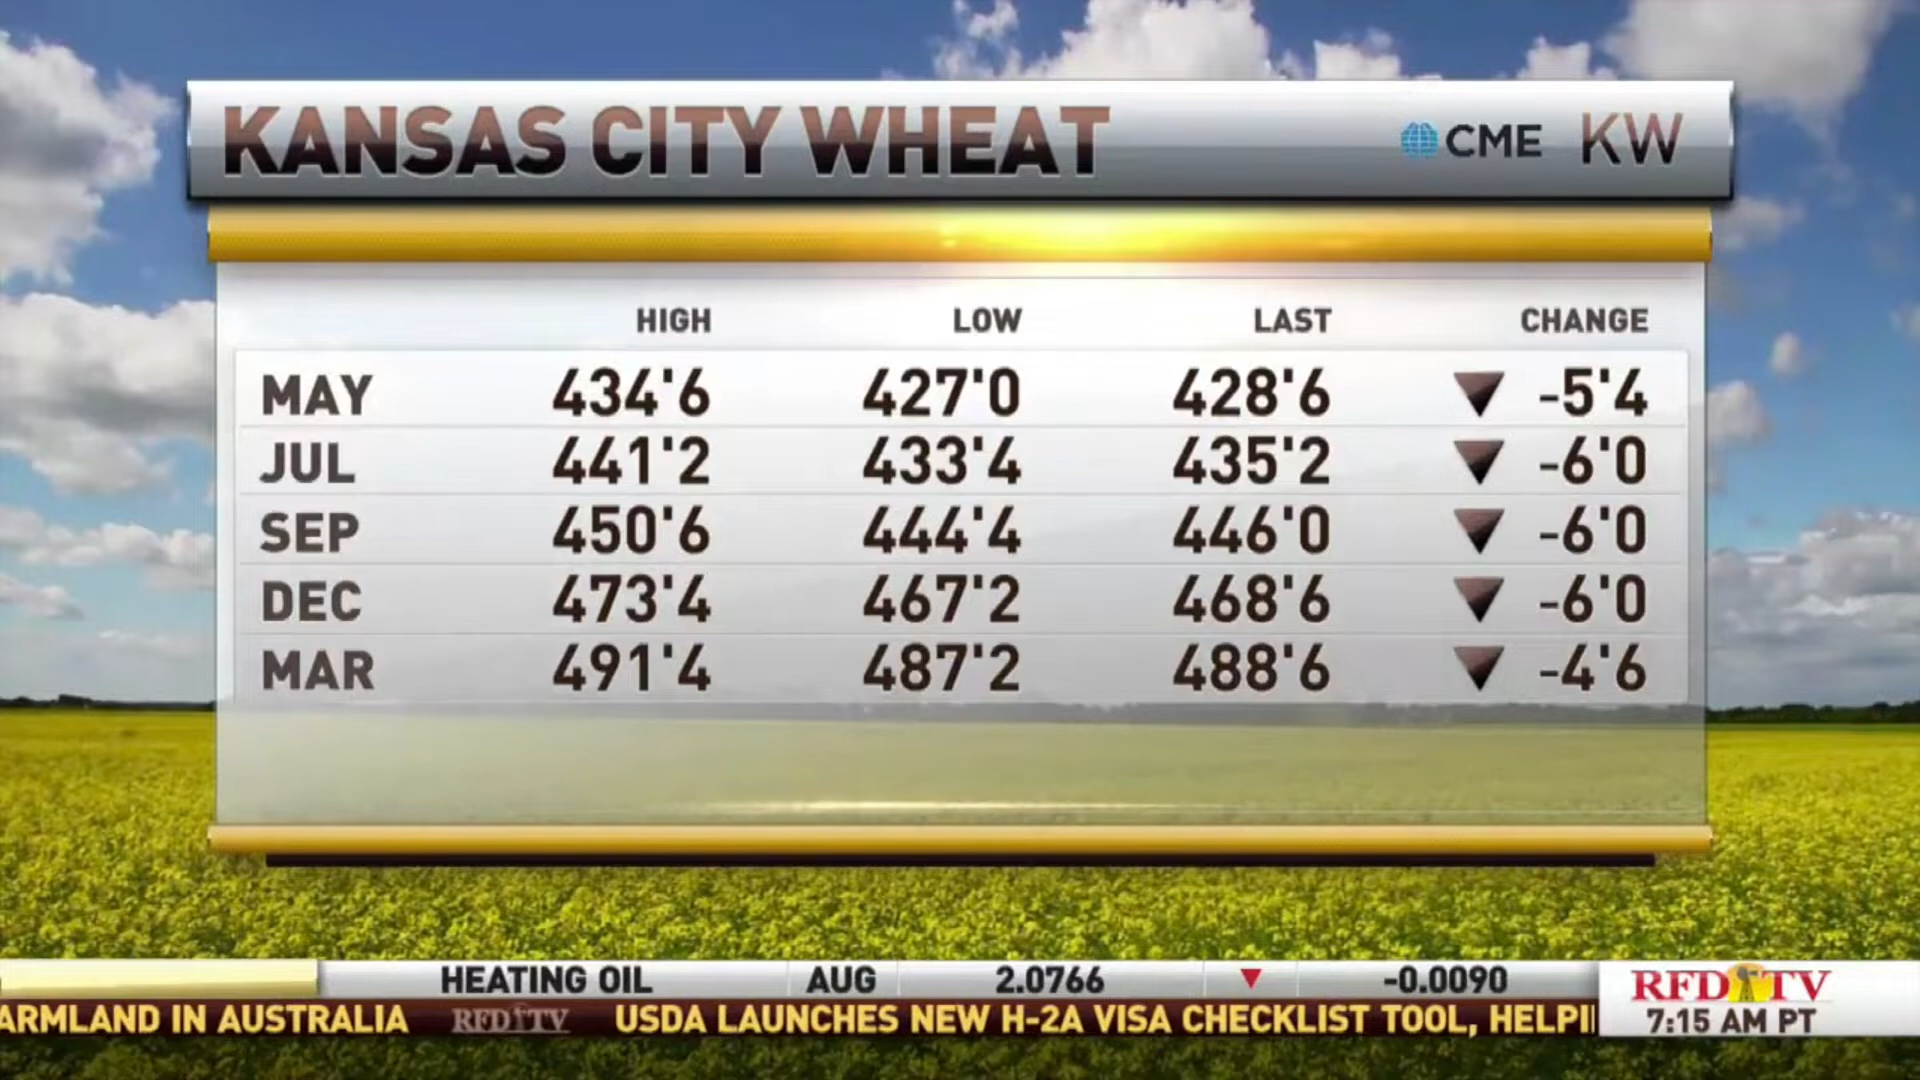 KANSAS CITY WHEAT CME KW
HIGH LOW LAST CHANGE
MAY 434'6 427'0 428'6 -5'4
JUL 441'2 433'4 435'2 -6'0
SEP 450'6 444'4 446'0 -6'0
DEC 473'4 467'2 468'6 -6'0
MAR 491'4 487'2 488'6 -4'6
HEATING OIL AUG 2.0766 -0.0090
RFD TV
ARMLAND IN AUSTRALIA RFD TV USDA LAUNCHES NEW H-2A VISA CHECKLIST TOOL, HELPI
7:15 AM PT